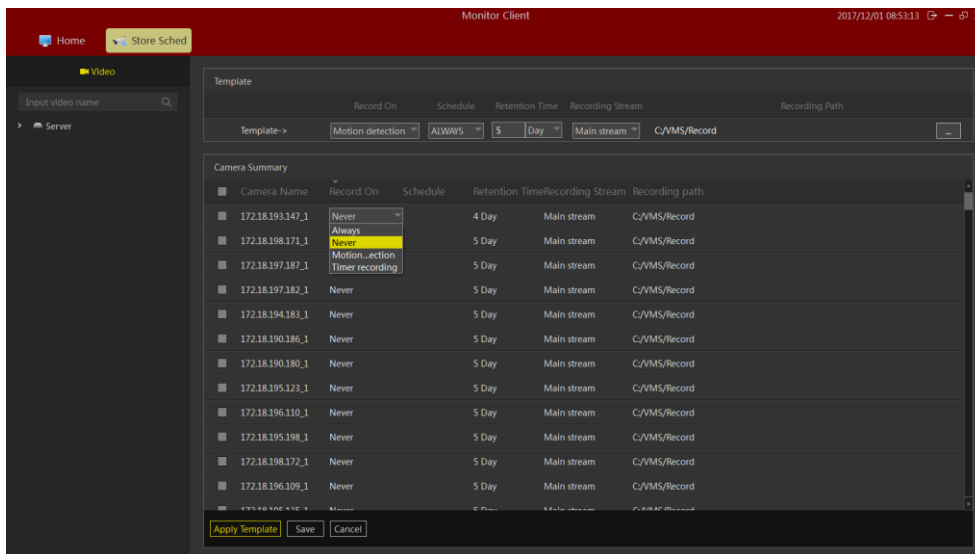 Monitor Client 2017/12/01 08:53:13
Home Store Sched
Video
Input video name
Server
Template
Record On Schedule Retention Time Recording Stream Recording Path
Template-> Motion detection ALWAYS 5 Day Main stream C:/VMS/Record ...
Camera Summary
Camera Name Record On Schedule Retention TimeRecording Stream Recording path
172.18.193.147_1 Never 4 Day Main stream C:/VMS/Record
Always
172.18.198.171_1 Never 5 Day Main stream C:/VMS/Record
Motion...ection
172.18.197.187_1 Timer recording 5 Day Main stream C:/VMS/Record
172.18.197.182_1 Never 5 Day Main stream C:/VMS/Record
172.18.194.183_1 Never 5 Day Main stream C:/VMS/Record
172.18.190.186_1 Never 5 Day Main stream C:/VMS/Record
172.18.190.180_1 Never 5 Day Main stream C:/VMS/Record
172.18.195.123_1 Never 5 Day Main stream C:/VMS/Record
172.18.196.110_1 Never 5 Day Main stream C:/VMS/Record
172.18.195.198_1 Never 5 Day Main stream C:/VMS/Record
172.18.198.172_1 Never 5 Day Main stream C:/VMS/Record
172.18.196.109_1 Never 5 Day Main stream C:/VMS/Record
Apply Template Save Cancel